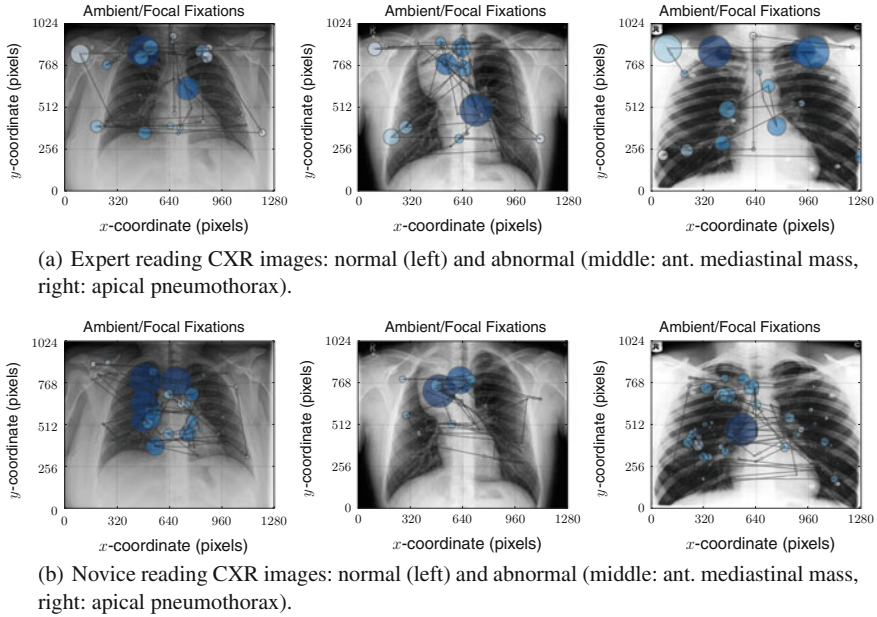 Ambient/Focal Fixations Ambient/Focal Fixations Ambient/Focal Fixations
y-coordinate (pixels) y-coordinate (pixels) y-coordinate (pixels)
1024 1024 1024
768 768 768
512 512 512
256 256 256
0 0 0
R
0 320 640 960 1280 0 320 640 960 1280 0 320 640 960 1280
x-coordinate (pixels) x-coordinate (pixels) x-coordinate (pixels)
(a) Expert reading CXR images: normal (left) and abnormal (middle: ant. mediastinal mass,
right: apical pneumothorax).
Ambient/Focal Fixations Ambient/Focal Fixations Ambient/Focal Fixations
y-coordinate (pixels) y-coordinate (pixels) y-coordinate (pixels)
1024 1024 1024
768 768 768
512 512 512
256 256 256
0 0 0
R
0 320 640 960 1280 0 320 640 960 1280 0 320 640 960 1280
x-coordinate (pixels) x-coordinate (pixels) x-coordinate (pixels)
(b) Novice reading CXR images: normal (left) and abnormal (middle: ant. mediastinal mass,
right: apical pneumothorax).